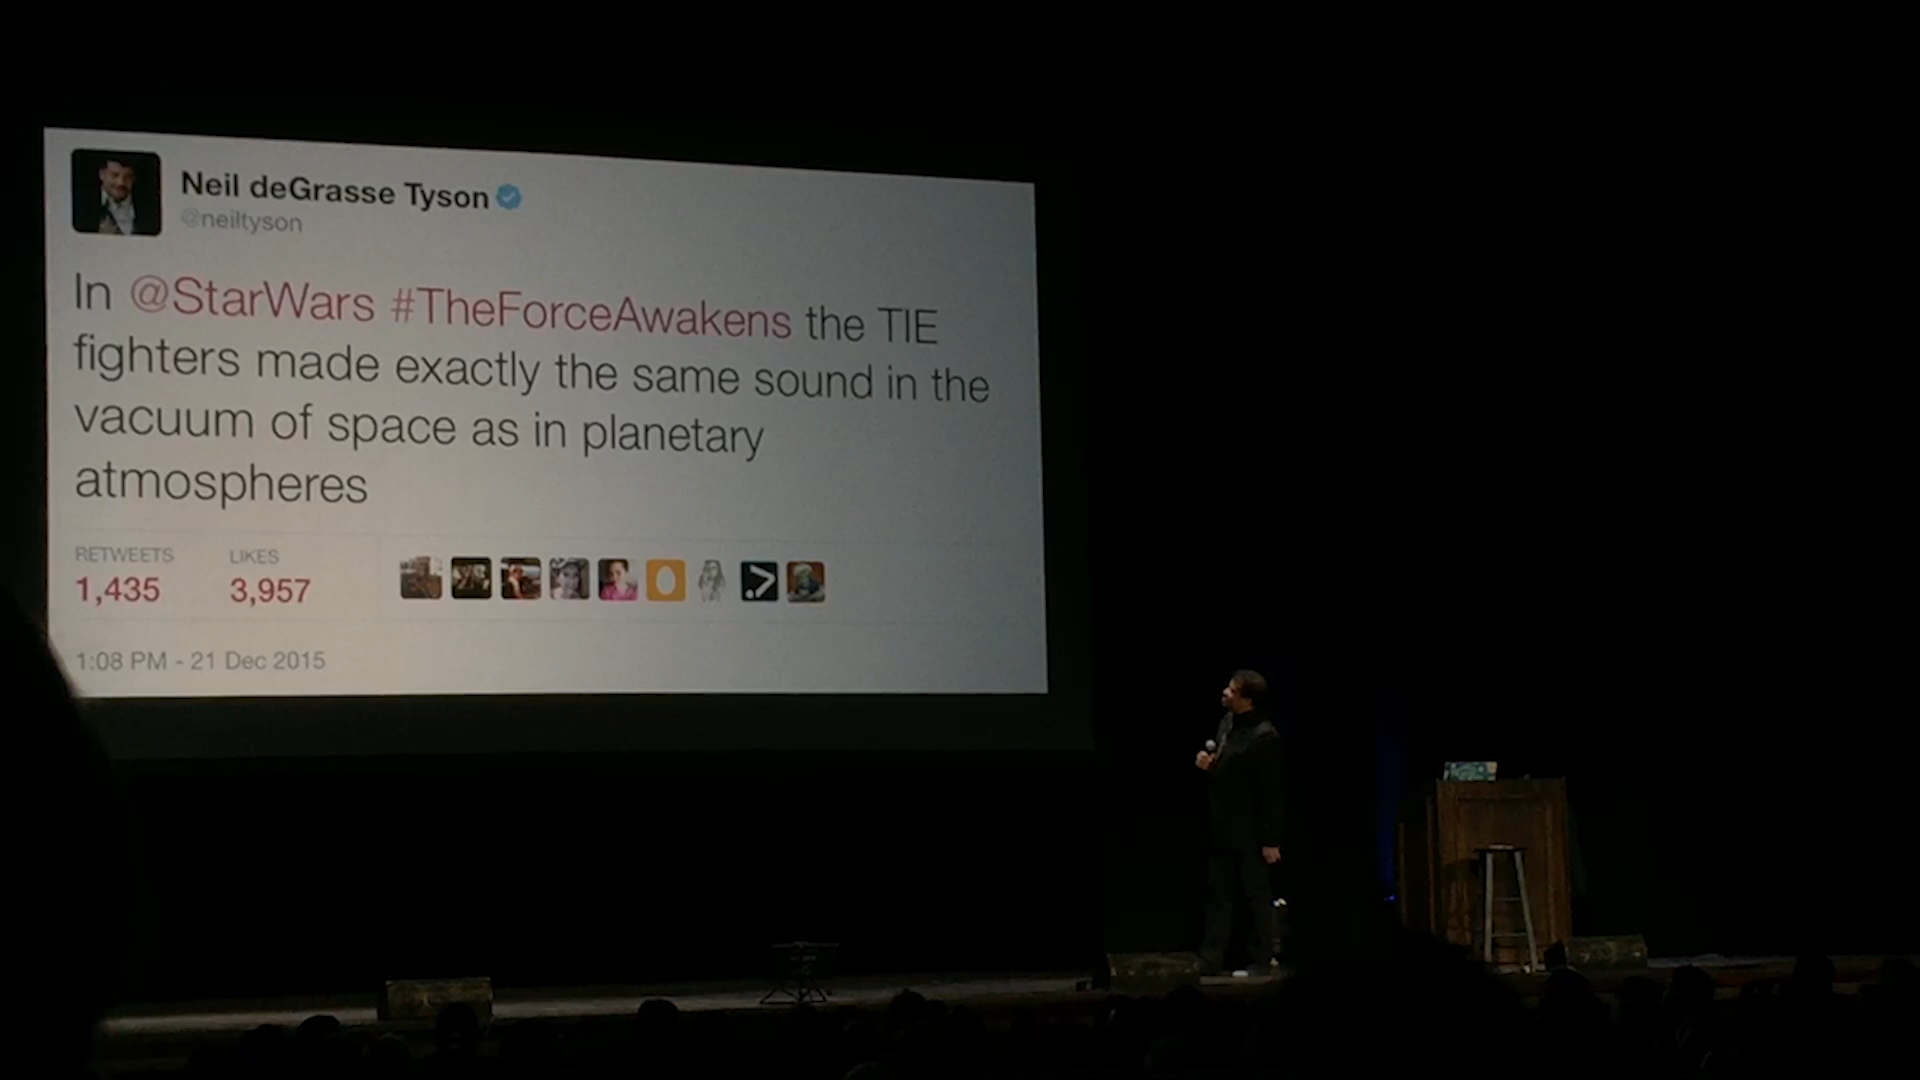 Neil deGrasse Tyson
@neiltyson
In @StarWars #TheForceAwakens the TIE
fighters made exactly the same sound in the
vacuum of space as in planetary
atmospheres
RETWEETS LIKES
1,435 3,957
1:08 PM - 21 Dec 2015